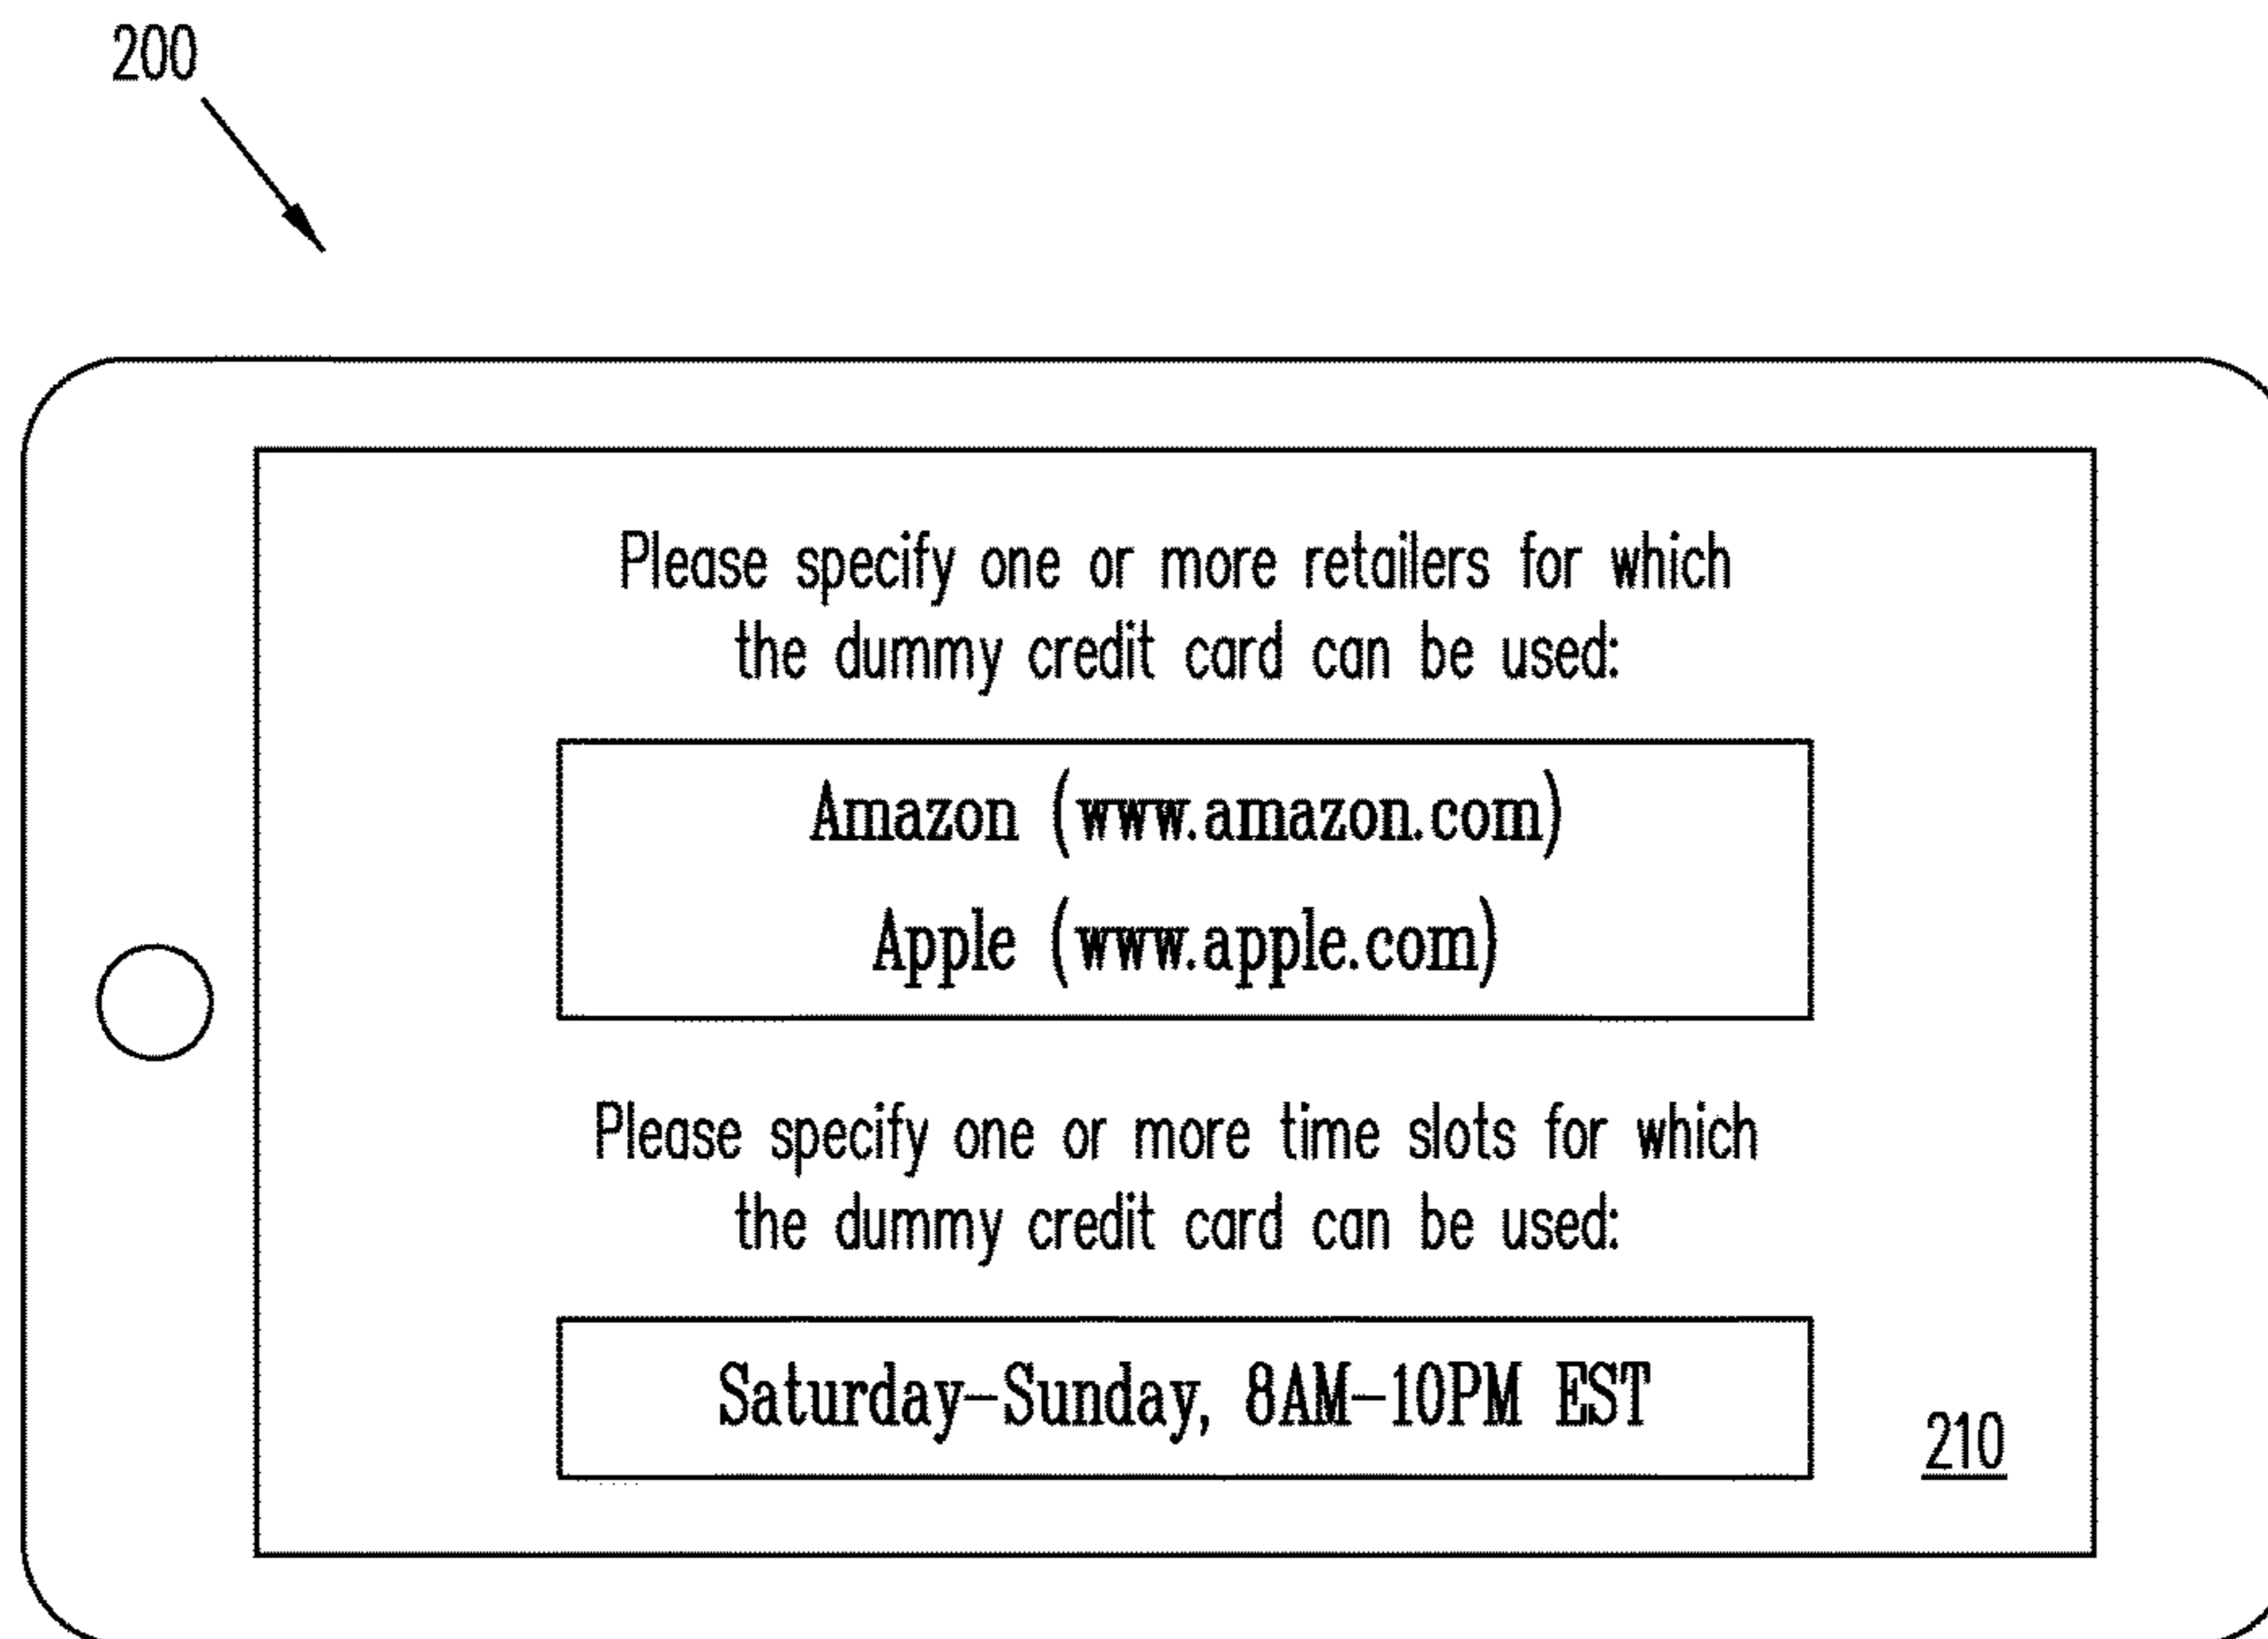 200
Please specify one or more retailers for which
the dummy credit card can be used:
Amazon (www.amazon.com)
Apple (www.apple.com)
Please specify one or more time slots for which
the dummy credit card can be used:
Saturday-Sunday, 8AM-10PM EST
210